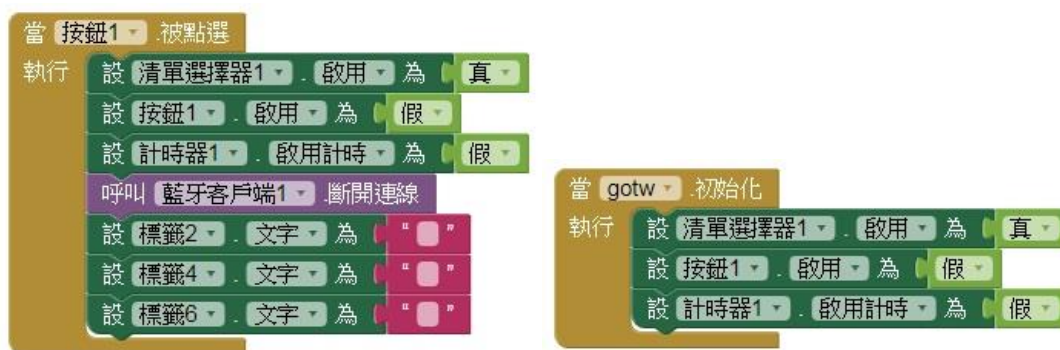 當 按鈕1 .被點選
執行 設 清單選擇器1 . 啟用 為 真
設 按鈕1 . 啟用 為 假
設 計時器1 . 啟用計時 為 假
呼叫 藍牙客戶端1 .斷開連線
設 標籤2 . 文字 為 “ ”
設 標籤4 . 文字 為 “ ”
設 標籤6 . 文字 為 “ ”
當 gotw .初始化
執行 設 清單選擇器1 . 啟用 為 真
設 按鈕1 . 啟用 為 假
設 計時器1 . 啟用計時 為 假